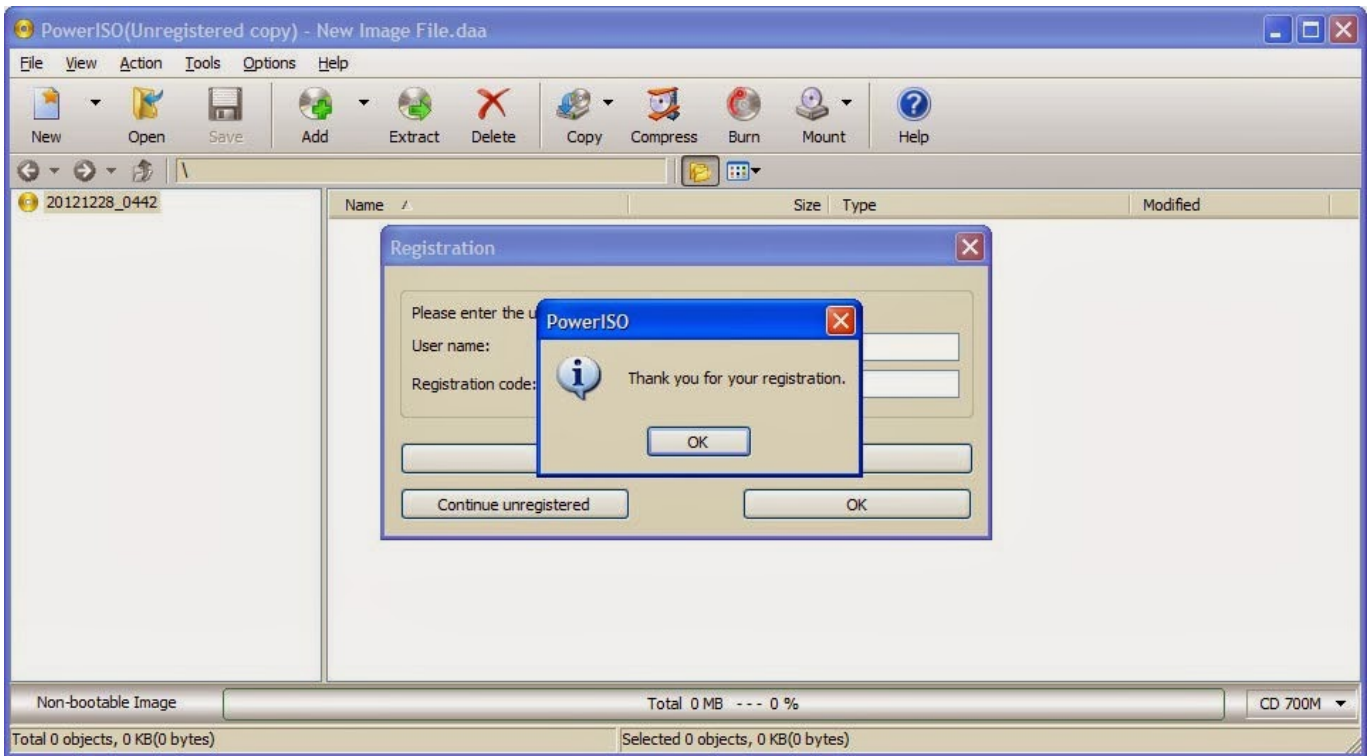 PowerISO(Unregistered copy) - New Image File.daa
File View Action Tools Options Help
New Open Save Add Extract Delete Copy Compress Burn Mount Help
\
20121228_0442
Name Size Type Modified
Registration
Please enter the u
User name:
Registration code:
PowerISO
Thank you for your registration.
OK
Continue unregistered OK
Non-bootable Image Total 0 MB --- 0 % CD 700M
Total 0 objects, 0 KB(0 bytes) Selected 0 objects, 0 KB(0 bytes)